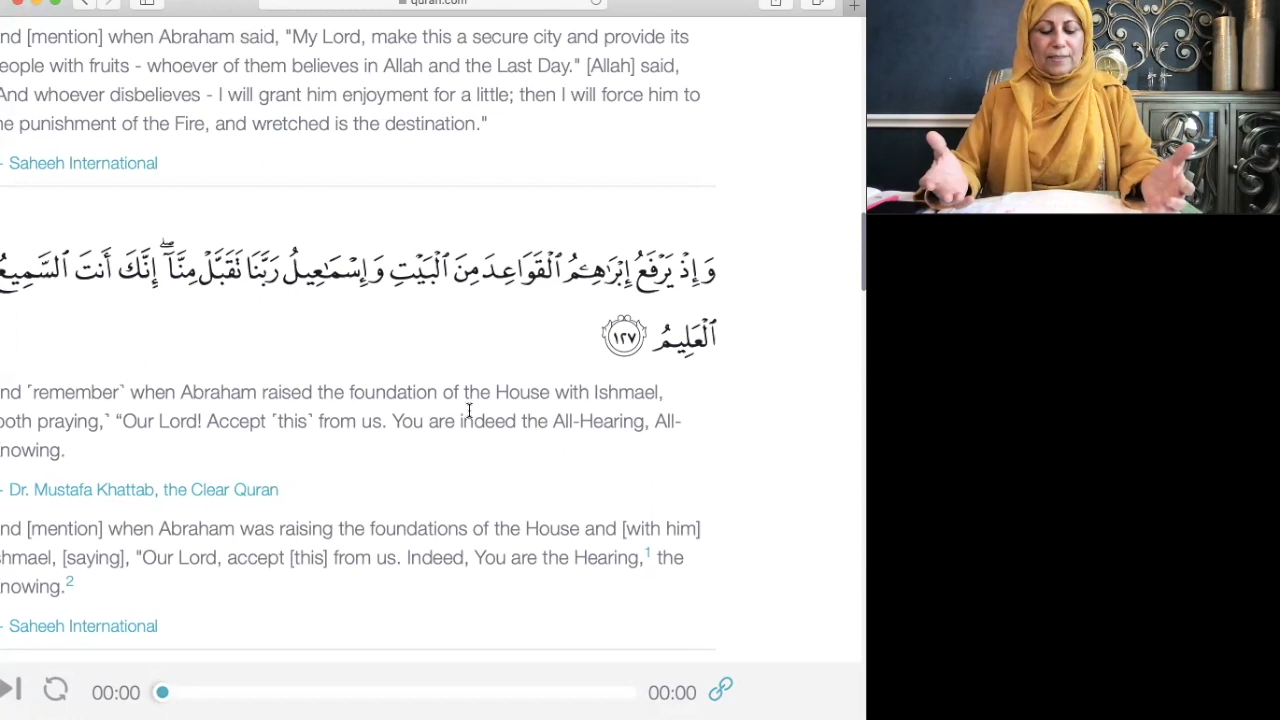 quran.com
nd [mention] when Abraham said, "My Lord, make this a secure city and provide its
eople with fruits - whoever of them believes in Allah and the Last Day." [Allah] said,
And whoever disbelieves - I will grant him enjoyment for a little; then I will force him to
e punishment of the Fire, and wretched is the destination."
- Saheeh International
وَإِذْ يَرْفَعُ إِبْرَٰهِـۧمُ ٱلْقَوَاعِدَ مِنَ ٱلْبَيْتِ وَإِسْمَـٰعِيلُ رَبَّنَا تَقَبَّلْ مِنَّآ ۖ إِنَّكَ أَنتَ ٱلسَّمِيعُ
ٱلْعَلِيمُ ١٢٧
nd ˹remember˺ when Abraham raised the foundation of the House with Ishmael,
ooth praying,˺ “Our Lord! Accept ˹this˺ from us. You are indeed the All-Hearing, All-
nowing.
- Dr. Mustafa Khattab, the Clear Quran
nd [mention] when Abraham was raising the foundations of the House and [with him]
shmael, [saying], "Our Lord, accept [this] from us. Indeed, You are the Hearing,1 the
nowing.2
- Saheeh International
00:00 00:00